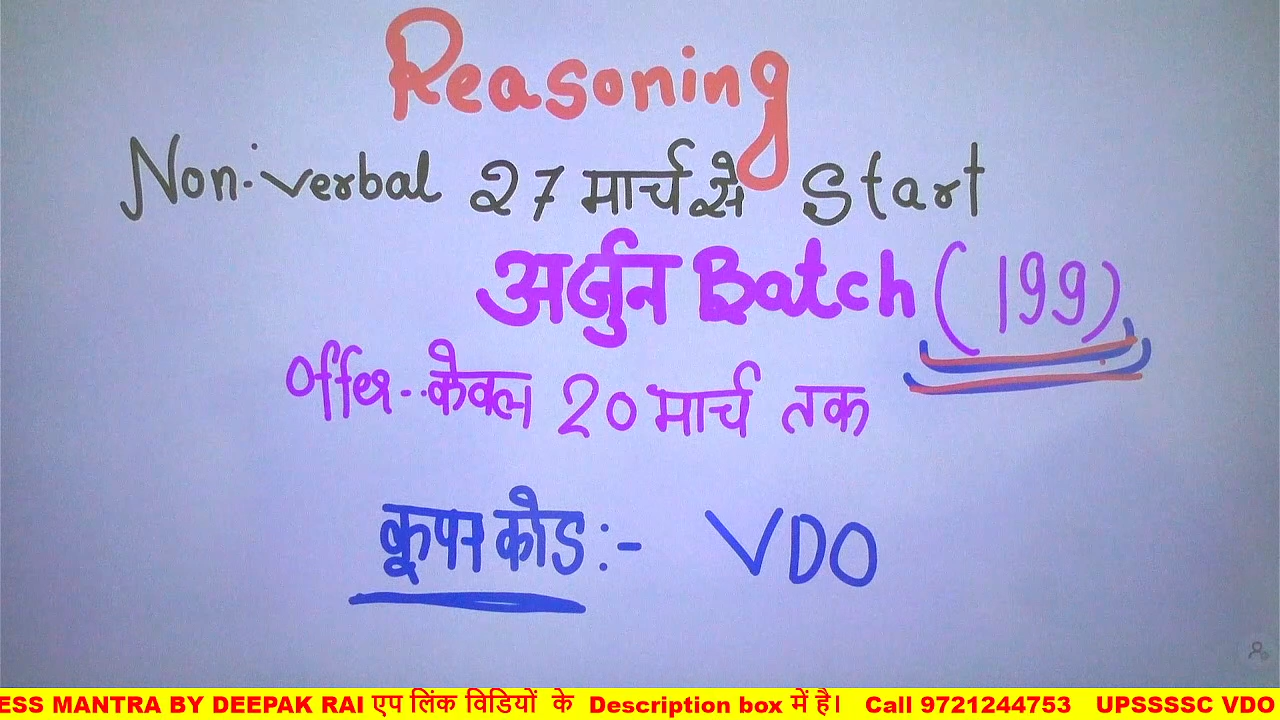 Reasoning
Non-verbal 27 मार्च से Start
अर्जुन Batch (199)
Offer..केवल 20 मार्च तक
कूपन कोड :- VDO
ESS MANTRA BY DEEPAK RAI एप लिंक विडियों के Description box में है। Call 9721244753 UPSSSSC VDO